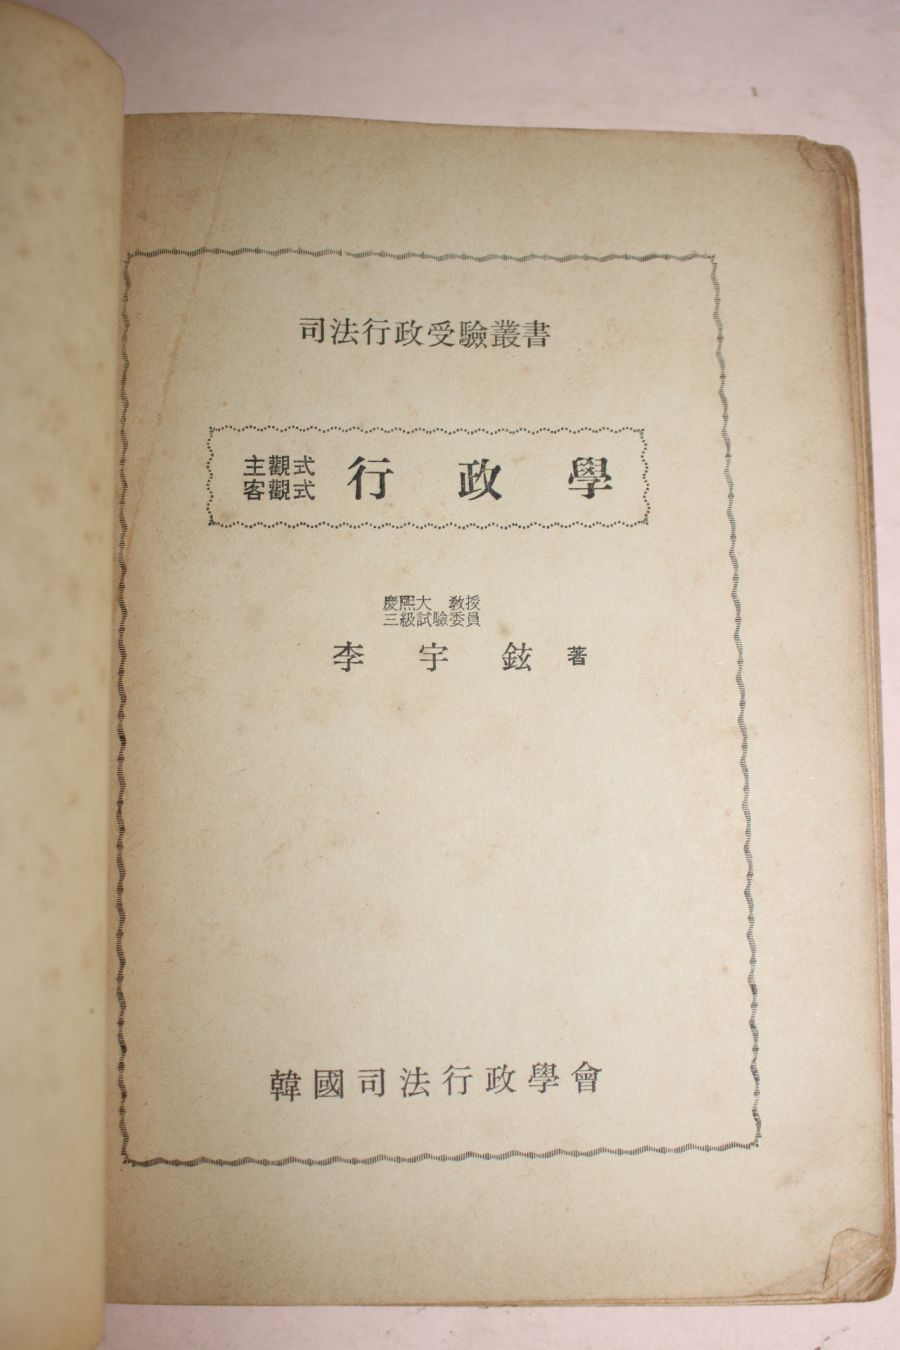 司法行政受驗叢書
主觀式
客觀式
行政學
慶熙大 敎授
三級試驗委員
李宇鉉 著
韓國司法行政學會